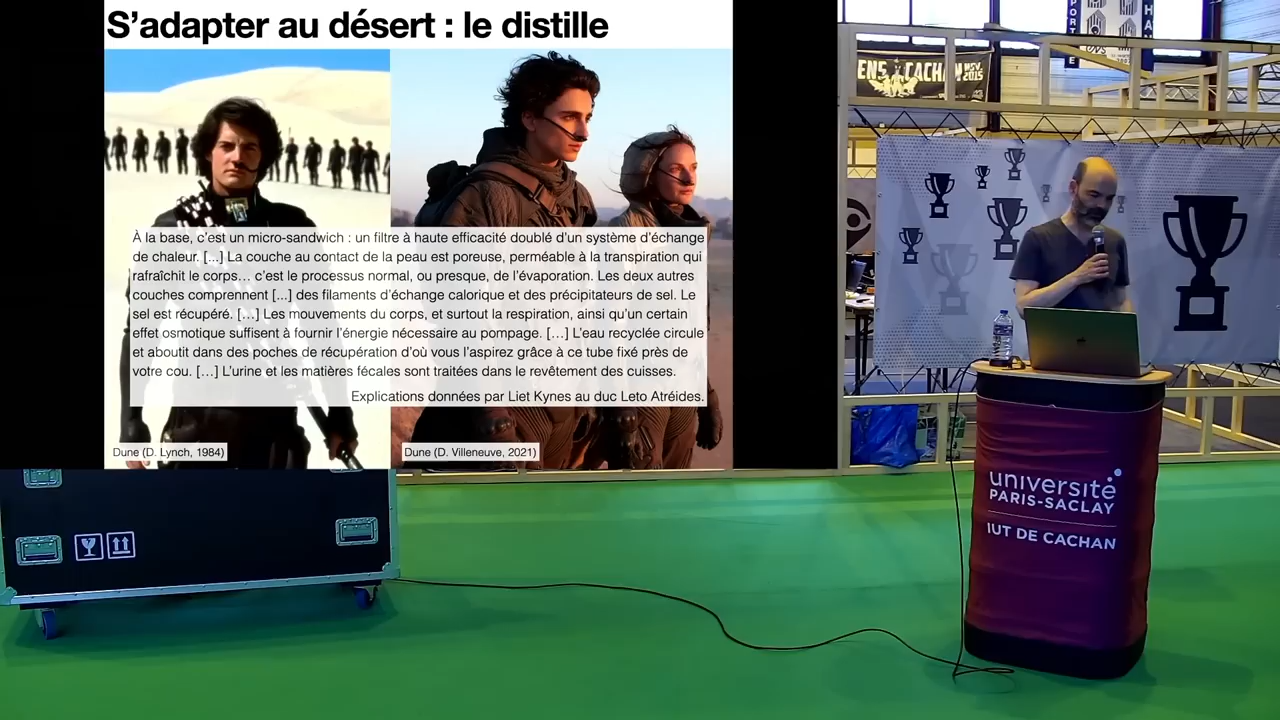 S'adapter au désert : le distille
À la base, c'est un micro-sandwich : un filtre à haute efficacité doublé d'un système d'échange
de chaleur. [...] La couche au contact de la peau est poreuse, perméable à la transpiration qui
rafraîchit le corps… c'est le processus normal, ou presque, de l'évaporation. Les deux autres
couches comprennent [...] des filaments d'échange calorique et des précipitateurs de sel. Le
sel est récupéré. […] Les mouvements du corps, et surtout la respiration, ainsi qu'un certain
effet osmotique suffisent à fournir l'énergie nécessaire au pompage. […] L'eau recyclée circule
et aboutit dans des poches de récupération d'où vous l'aspirez grâce à ce tube fixé près de
votre cou. […] L'urine et les matières fécales sont traitées dans le revêtement des cuisses.
Explications données par Liet Kynes au duc Leto Atréides.
Dune (D. Lynch, 1984)
Dune (D. Villeneuve, 2021)
ENS CACHAN
2015
université
PARIS-SACLAY
IUT DE CACHAN